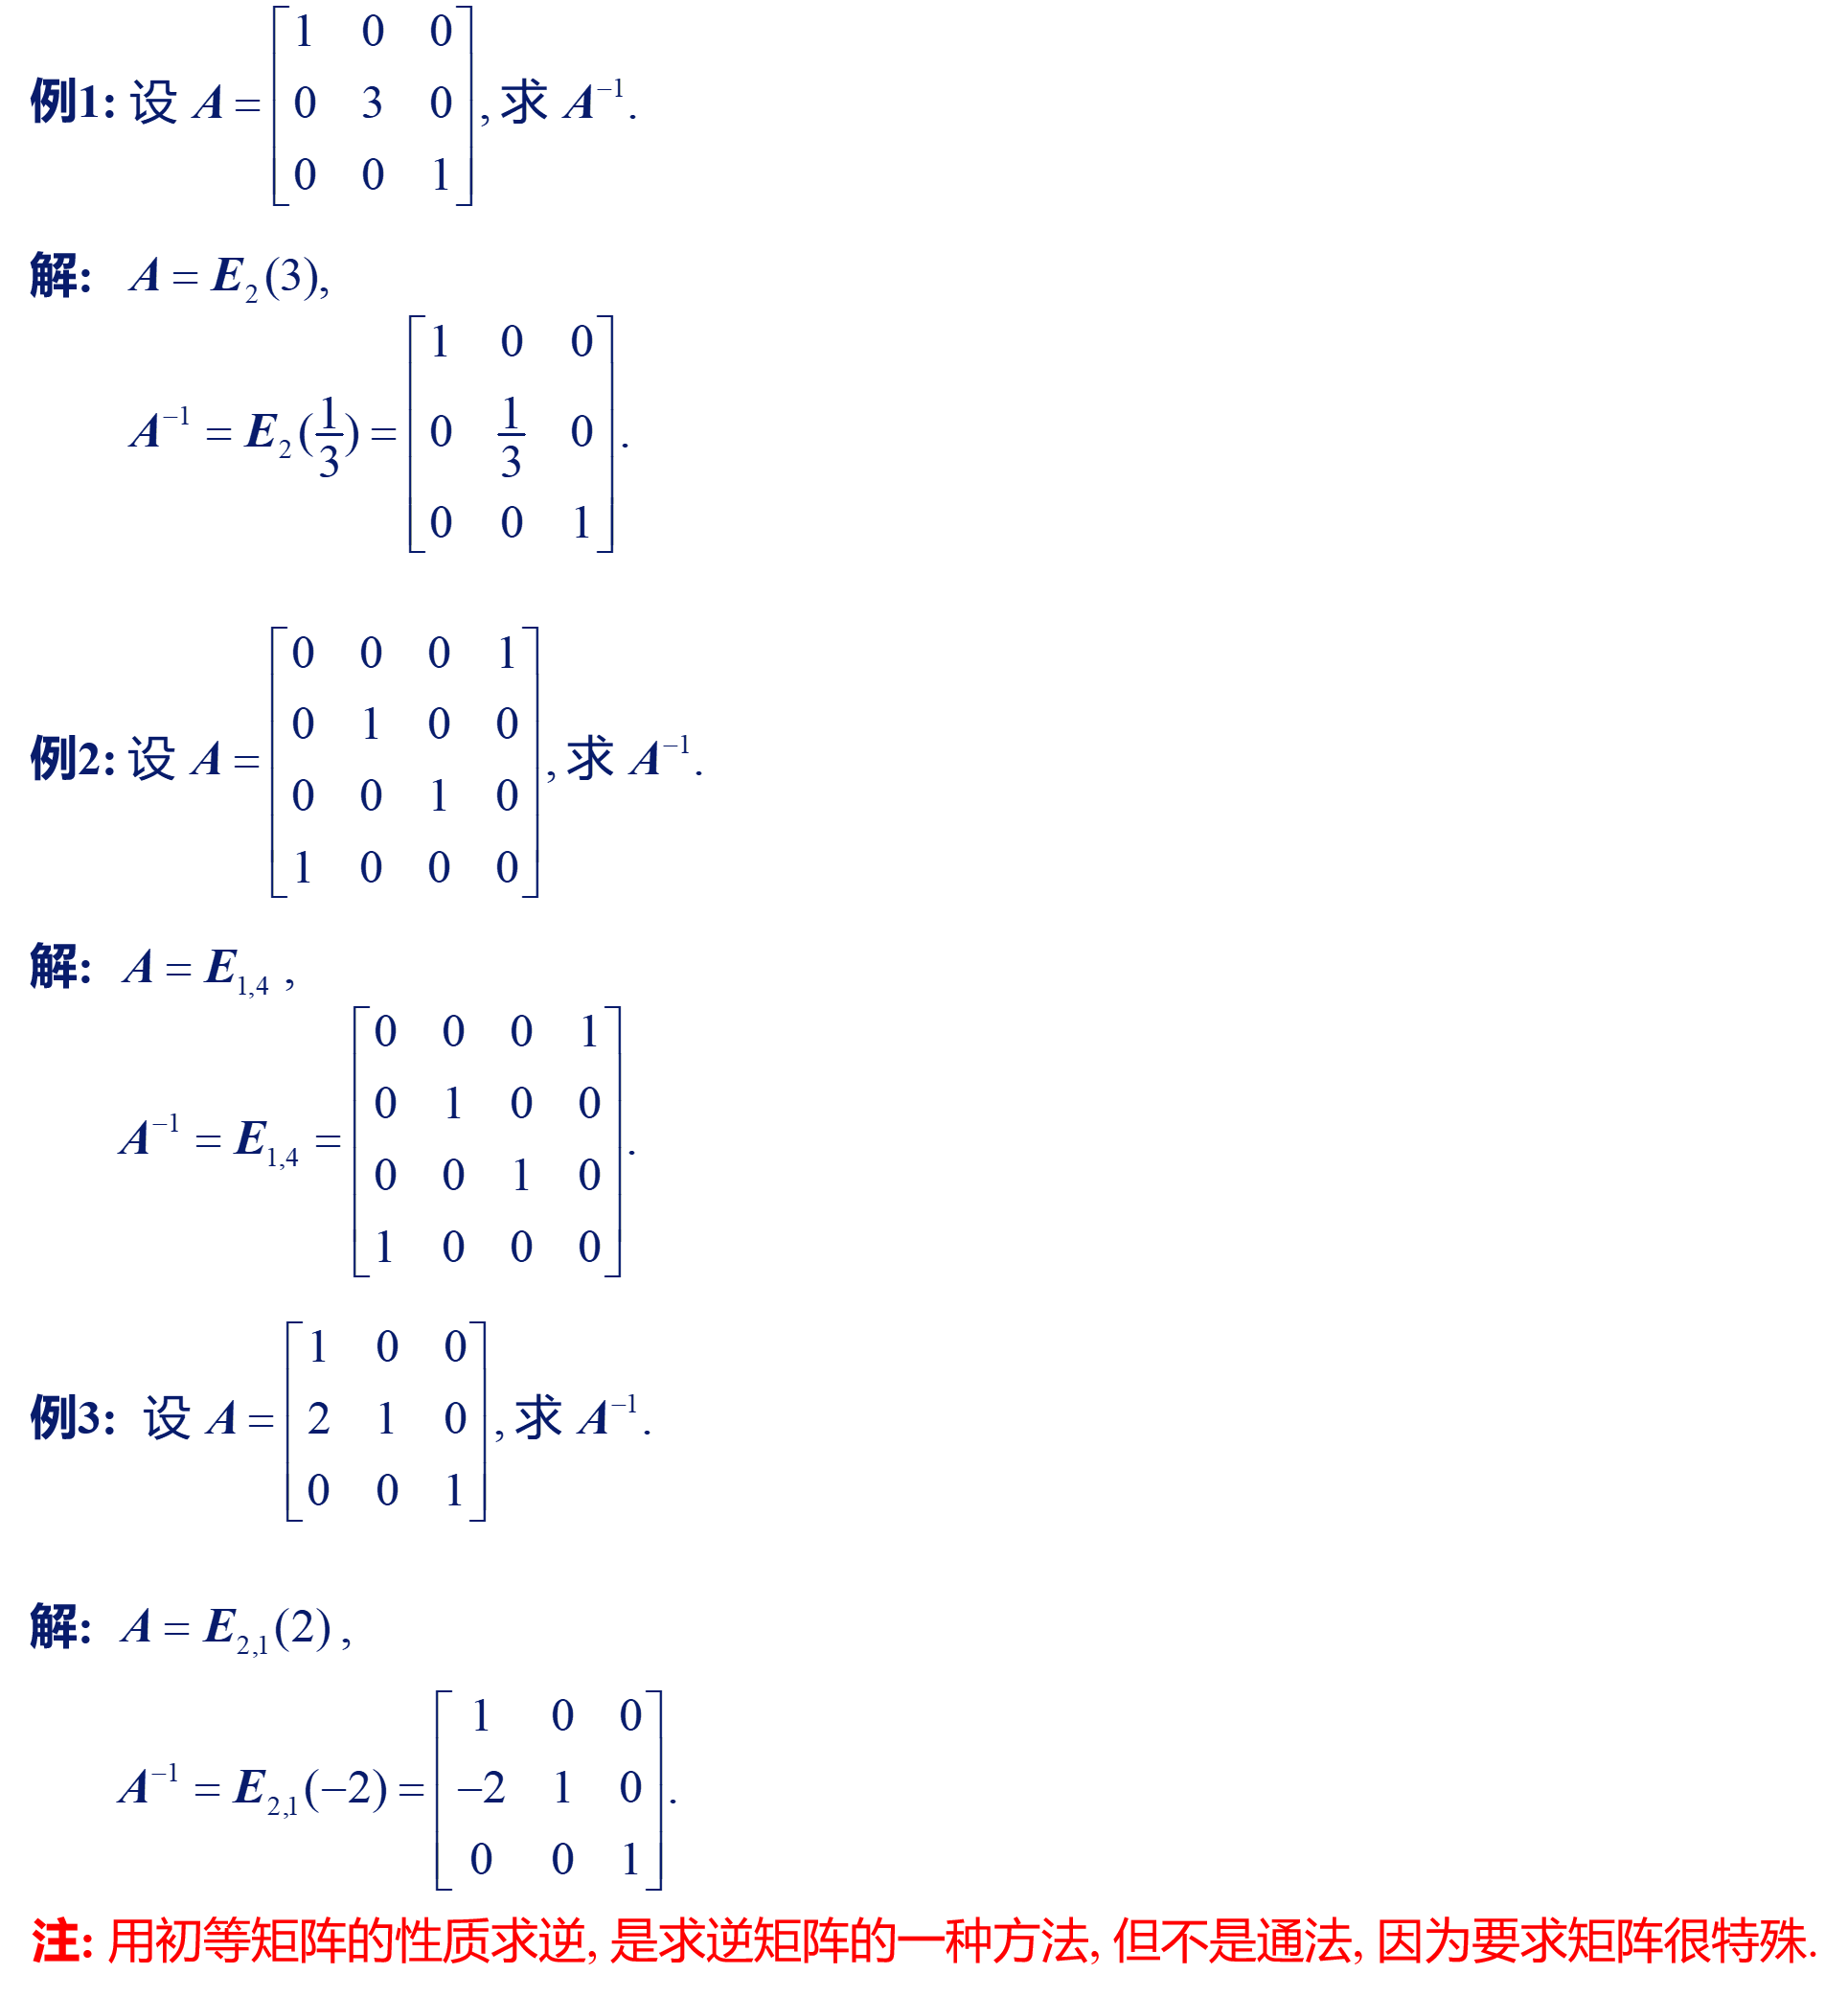 例1: 设 $A = \begin{bmatrix} 1 & 0 & 0 \\ 0 & 3 & 0 \\ 0 & 0 & 1 \end{bmatrix}$, 求 $A^{-1}$.
解: $A = E_2(3)$,
$A^{-1} = E_2(\frac{1}{3}) = \begin{bmatrix} 1 & 0 & 0 \\ 0 & \frac{1}{3} & 0 \\ 0 & 0 & 1 \end{bmatrix}$.
例2: 设 $A = \begin{bmatrix} 0 & 0 & 0 & 1 \\ 0 & 1 & 0 & 0 \\ 0 & 0 & 1 & 0 \\ 1 & 0 & 0 & 0 \end{bmatrix}$, 求 $A^{-1}$.
解: $A = E_{1,4}$ ,
$A^{-1} = E_{1,4} = \begin{bmatrix} 0 & 0 & 0 & 1 \\ 0 & 1 & 0 & 0 \\ 0 & 0 & 1 & 0 \\ 1 & 0 & 0 & 0 \end{bmatrix}$.
例3: 设 $A = \begin{bmatrix} 1 & 0 & 0 \\ 2 & 1 & 0 \\ 0 & 0 & 1 \end{bmatrix}$, 求 $A^{-1}$.
解: $A = E_{2,1}(2)$ ,
$A^{-1} = E_{2,1}(-2) = \begin{bmatrix} 1 & 0 & 0 \\ -2 & 1 & 0 \\ 0 & 0 & 1 \end{bmatrix}$.
注: 用初等矩阵的性质求逆, 是求逆矩阵的一种方法, 但不是通法, 因为要求矩阵很特殊.